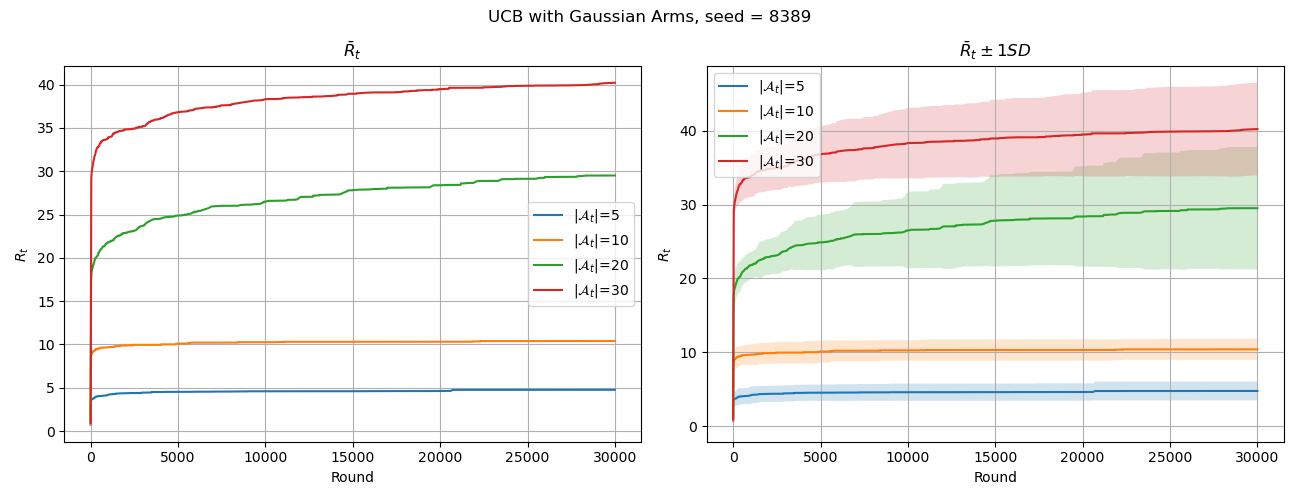 UCB with Gaussian Arms, seed = 8389
R̄ₜ
40
35
30
25
20
15
10
5
0
Rₜ
|𝒜ₜ|=5
|𝒜ₜ|=10
|𝒜ₜ|=20
|𝒜ₜ|=30
0 5000 10000 15000 20000 25000 30000
Round
R̄ₜ ± 1SD
|𝒜ₜ|=5
|𝒜ₜ|=10
|𝒜ₜ|=20
|𝒜ₜ|=30
40
30
20
10
0
Rₜ
0 5000 10000 15000 20000 25000 30000
Round